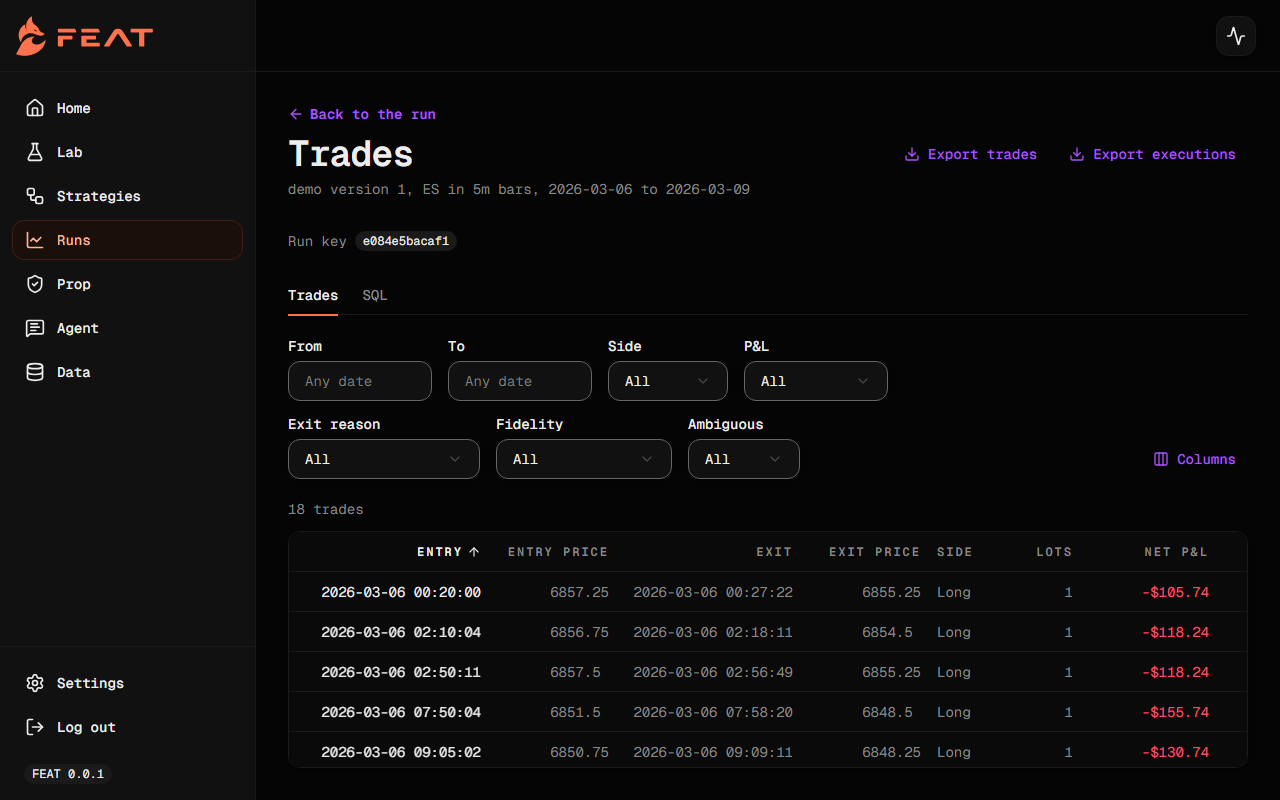 FEAT
Home
Lab
Strategies
Runs
Prop
Agent
Data
Settings
Log out
FEAT 0.0.1
Back to the run
Trades
Export trades Export executions
demo version 1, ES in 5m bars, 2026-03-06 to 2026-03-09
Run key e084e5bacaf1
Trades SQL
From To Side P&L
Any date Any date All All
Exit reason Fidelity Ambiguous
All All All Columns
18 trades
ENTRY ENTRY PRICE EXIT EXIT PRICE SIDE LOTS NET P&L
2026-03-06 00:20:00 6857.25 2026-03-06 00:27:22 6855.25 Long 1 -$105.74
2026-03-06 02:10:04 6856.75 2026-03-06 02:18:11 6854.5 Long 1 -$118.24
2026-03-06 02:50:11 6857.5 2026-03-06 02:56:49 6855.25 Long 1 -$118.24
2026-03-06 07:50:04 6851.5 2026-03-06 07:58:20 6848.5 Long 1 -$155.74
2026-03-06 09:05:02 6850.75 2026-03-06 09:09:11 6848.25 Long 1 -$130.74